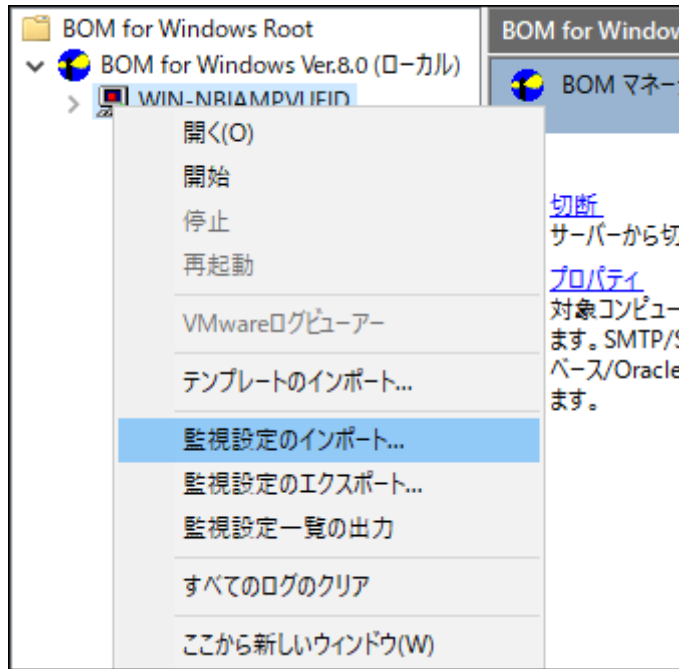 BOM for Windows Root
BOM for Windows Ver.8.0 (ローカル)
WIN-NBIAMPVUFID
開く(O)
開始
停止
再起動
VMwareログビューアー
テンプレートのインポート...
監視設定のインポート...
監視設定のエクスポート...
監視設定一覧の出力
すべてのログのクリア
ここから新しいウィンドウ(W)
BOM for Window
BOM マネー
切断
サーバーから切
プロパティ
対象コンピュー
ます。SMTP/S
ベース/Oracle
ます。